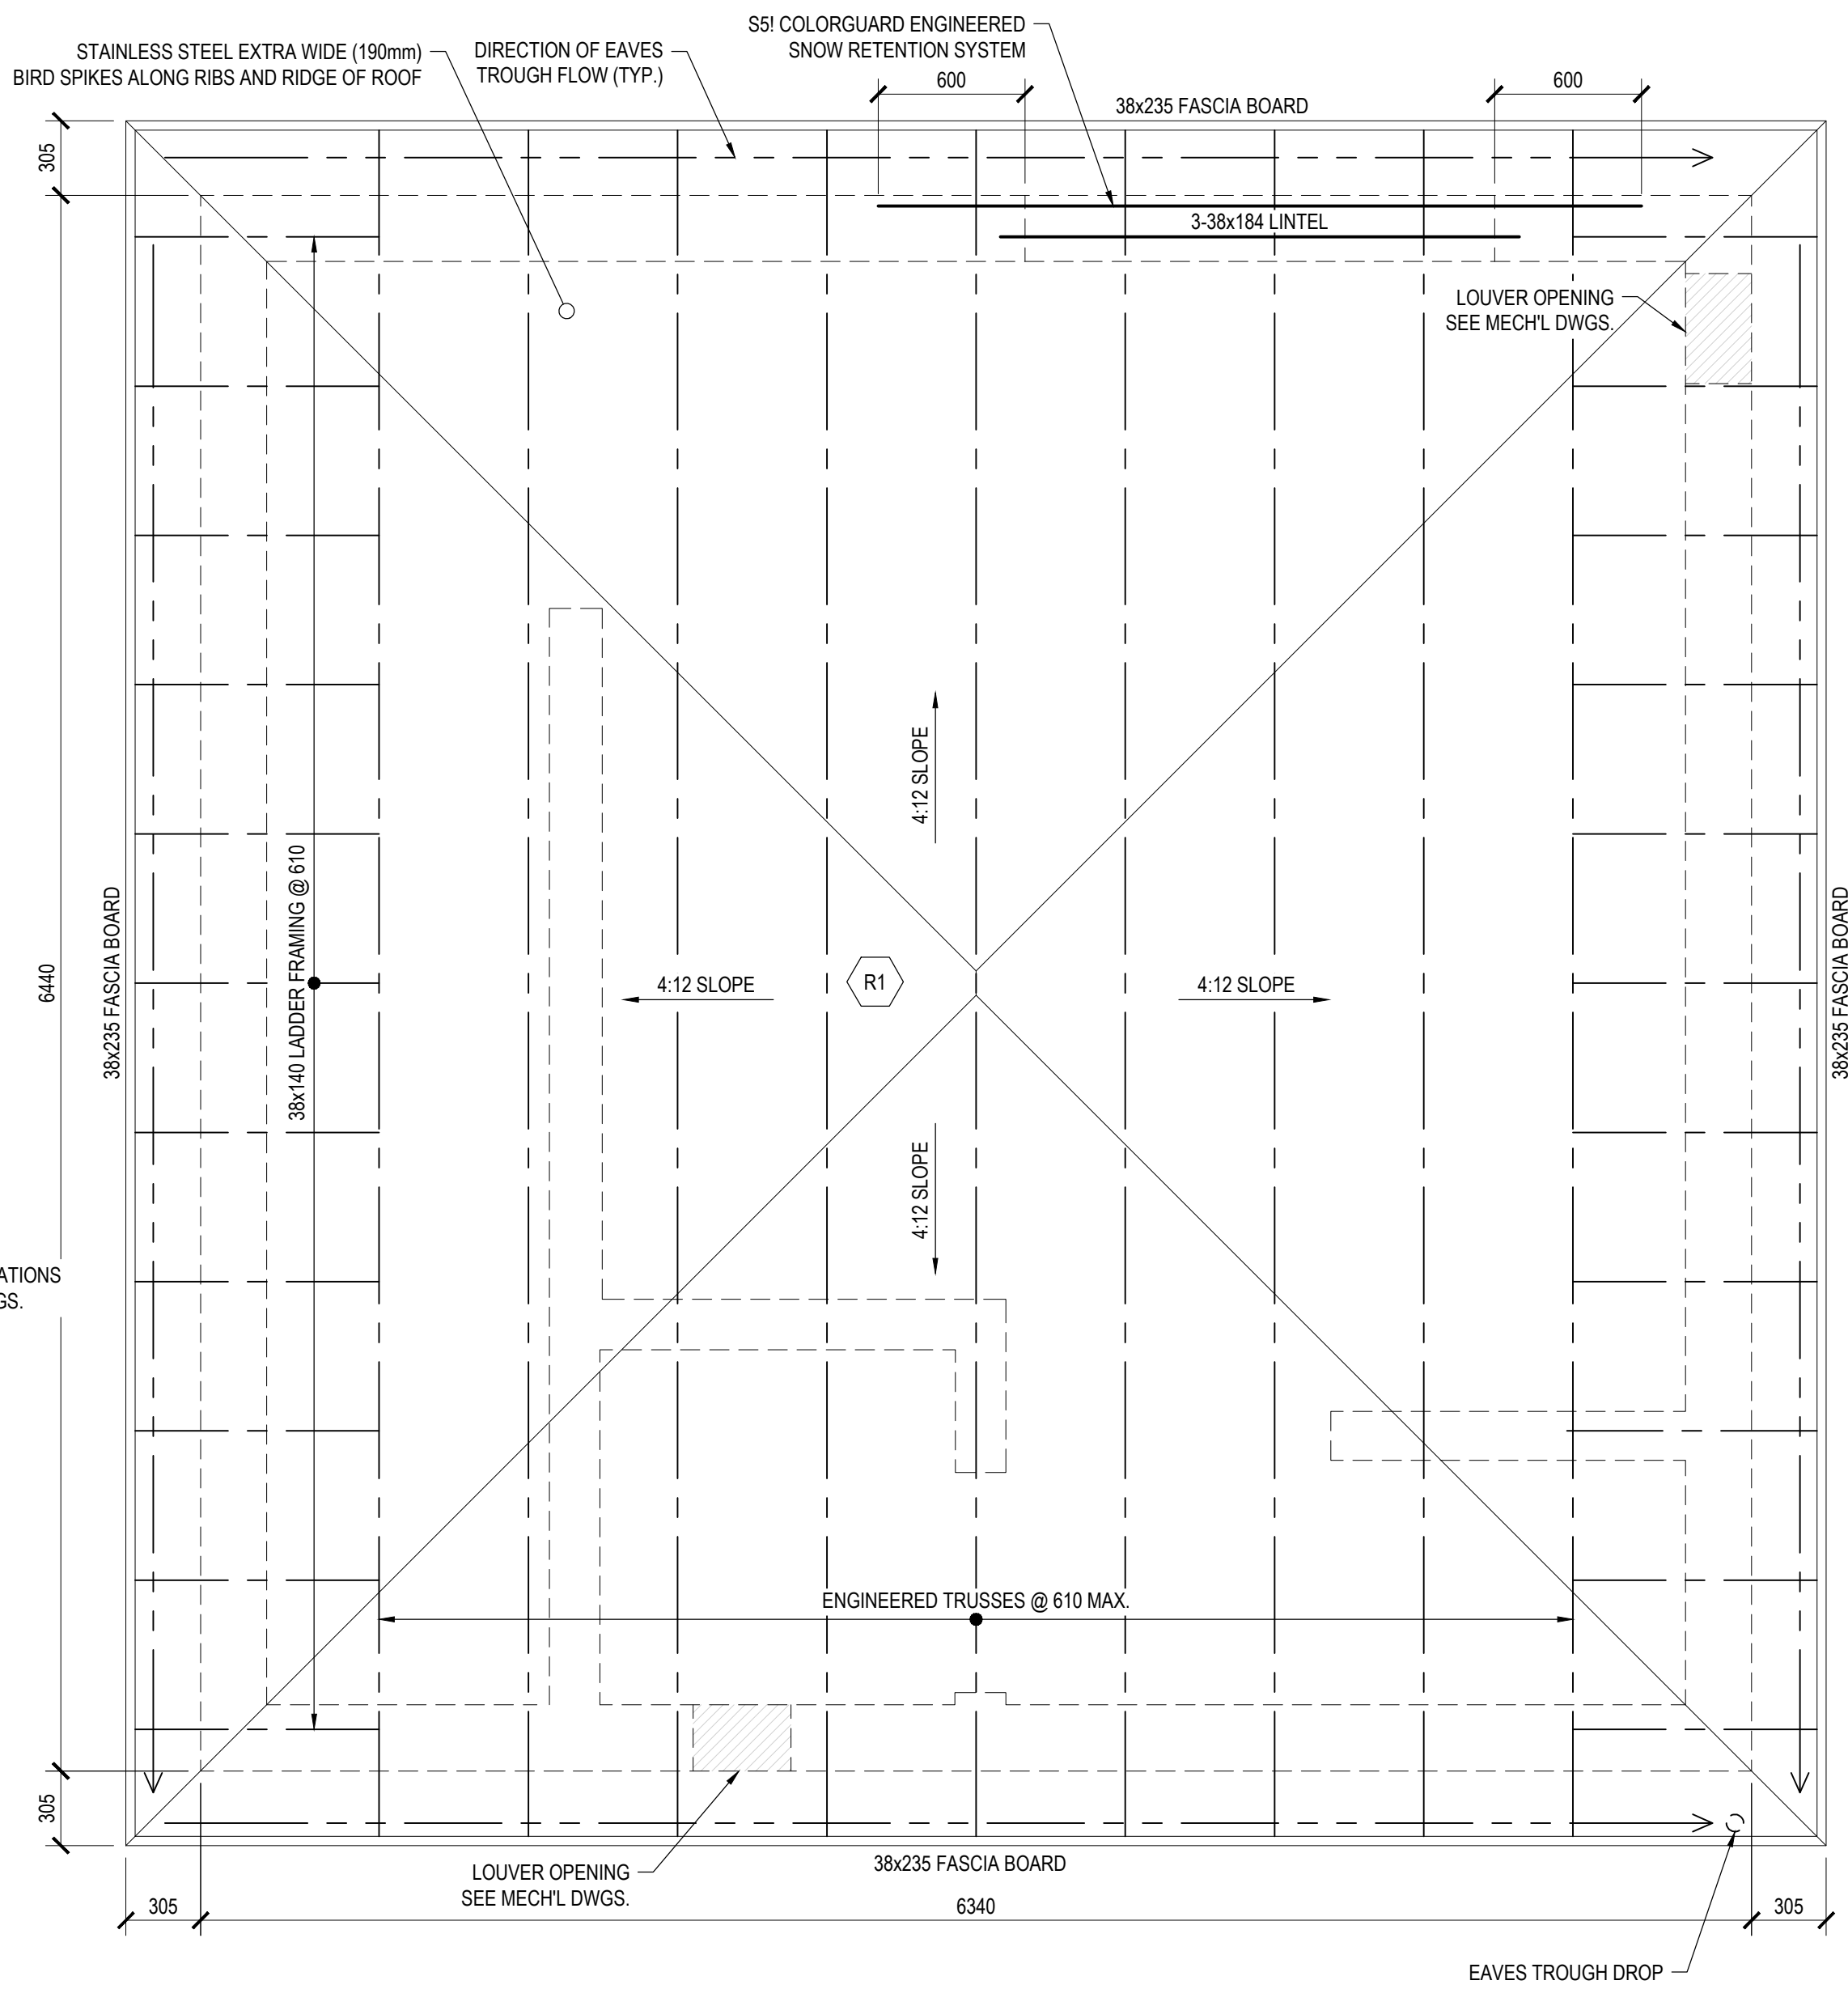 S5! COLORGUARD ENGINEERED
SNOW RETENTION SYSTEM
STAINLESS STEEL EXTRA WIDE (190mm)
BIRD SPIKES ALONG RIBS AND RIDGE OF ROOF
DIRECTION OF EAVES
TROUGH FLOW (TYP.)
600
600
38x235 FASCIA BOARD
305
3-38x184 LINTEL
LOUVER OPENING
SEE MECH'L DWGS.
4:12 SLOPE
38x140 LADDER FRAMING @ 610
38x235 FASCIA BOARD
38x235 FASCIA BOARD
6440
4:12 SLOPE
R1
4:12 SLOPE
4:12 SLOPE
ATIONS
GS.
ENGINEERED TRUSSES @ 610 MAX.
305
LOUVER OPENING
SEE MECH'L DWGS.
38x235 FASCIA BOARD
305
6340
305
EAVES TROUGH DROP